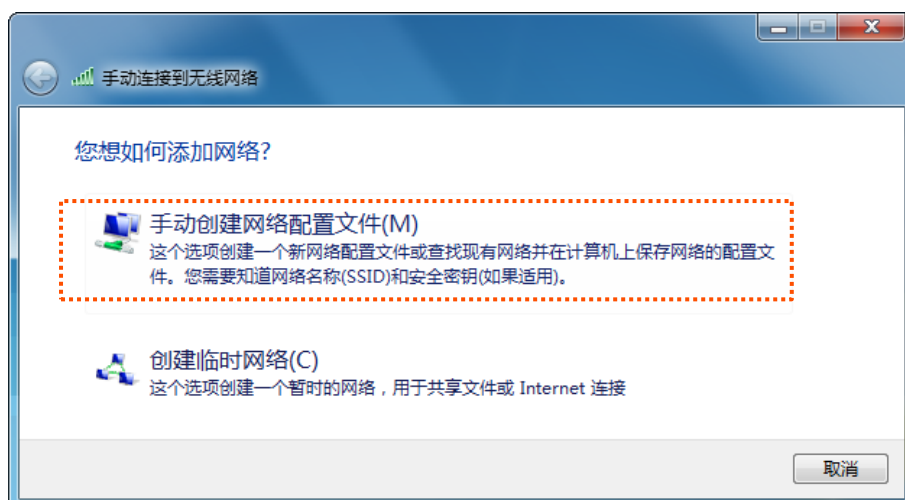 手动连接到无线网络
您想如何添加网络?
手动创建网络配置文件(M)
这个选项创建一个新网络配置文件或查找现有网络并在计算机上保存网络的配置文
件。您需要知道网络名称(SSID)和安全密钥(如果适用)。
创建临时网络(C)
这个选项创建一个暂时的网络，用于共享文件或 Internet 连接
取消